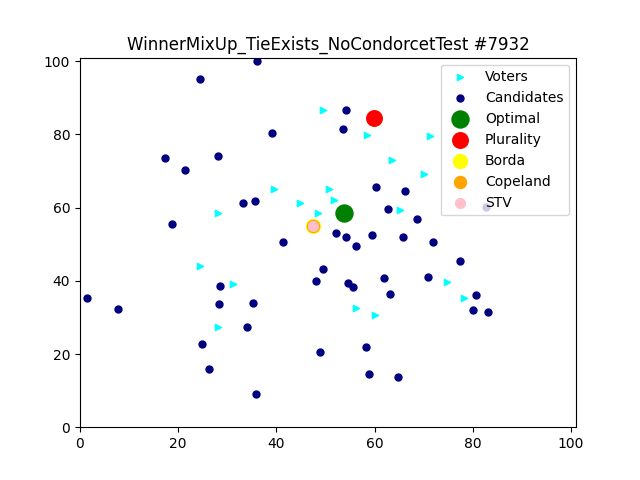 WinnerMixUp_TieExists_NoCondorcetTest #7932
100
80
60
40
20
0
0 20 40 60 80 100
Voters
Candidates
Optimal
Plurality
Borda
Copeland
STV